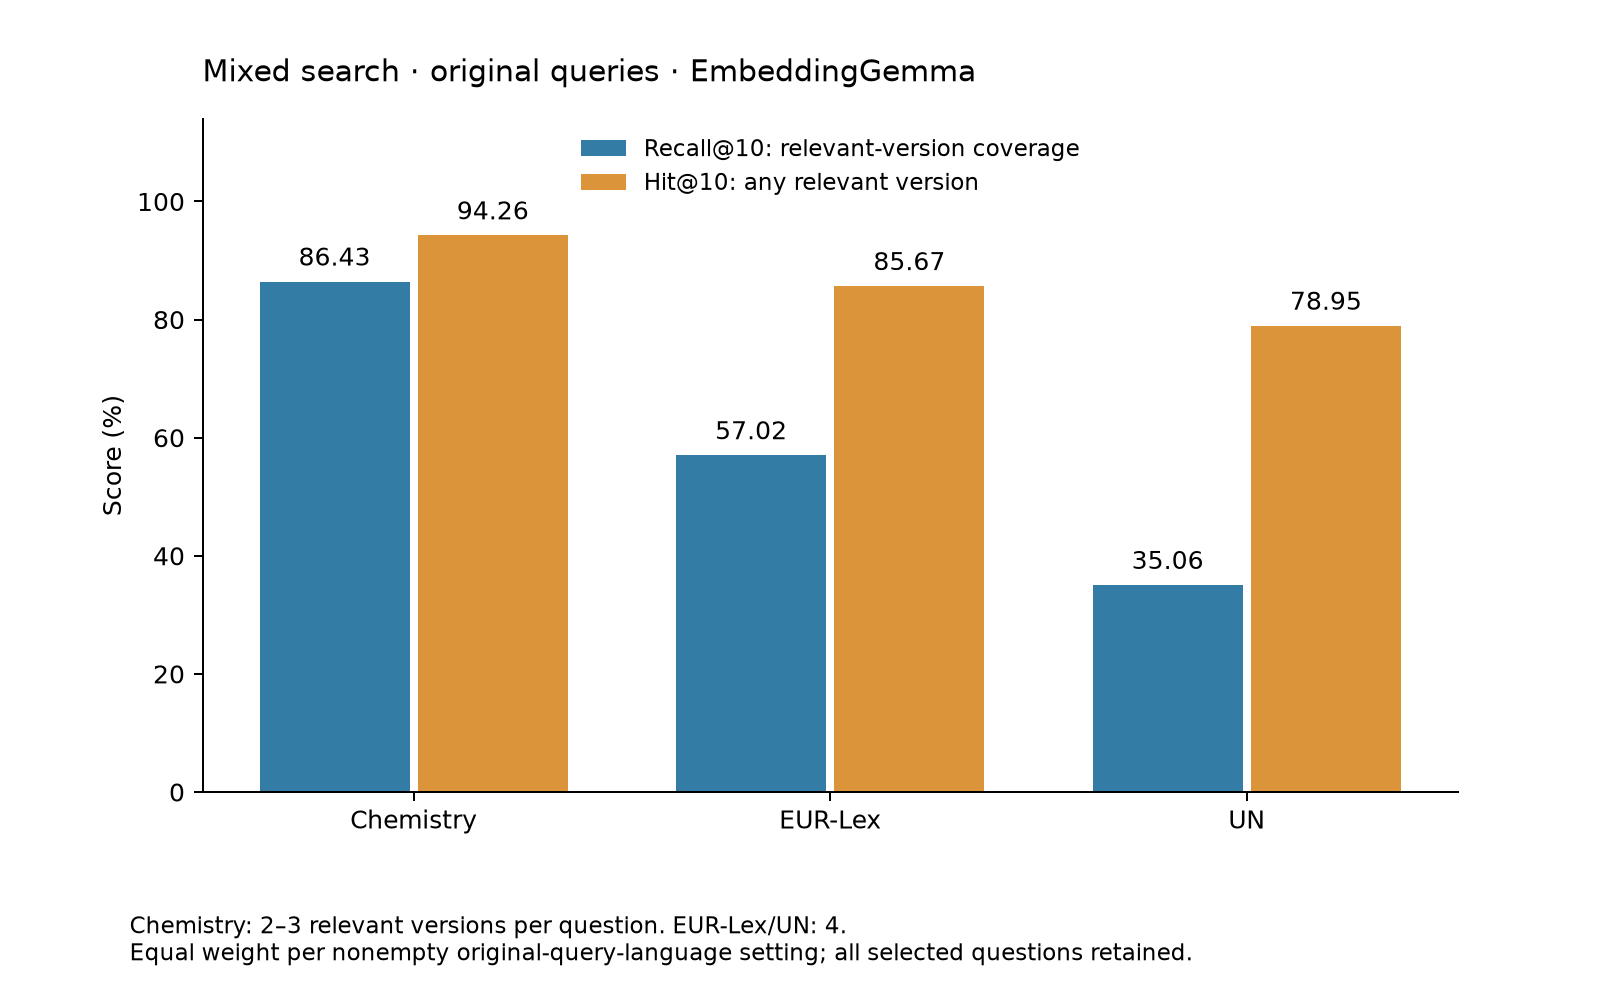 Mixed search · original queries · EmbeddingGemma
Recall@10: relevant-version coverage
Hit@10: any relevant version
Score (%)
100
80
60
40
20
0
86.43
94.26
57.02
85.67
35.06
78.95
Chemistry
EUR-Lex
UN
Chemistry: 2–3 relevant versions per question. EUR-Lex/UN: 4.
Equal weight per nonempty original-query-language setting; all selected questions retained.